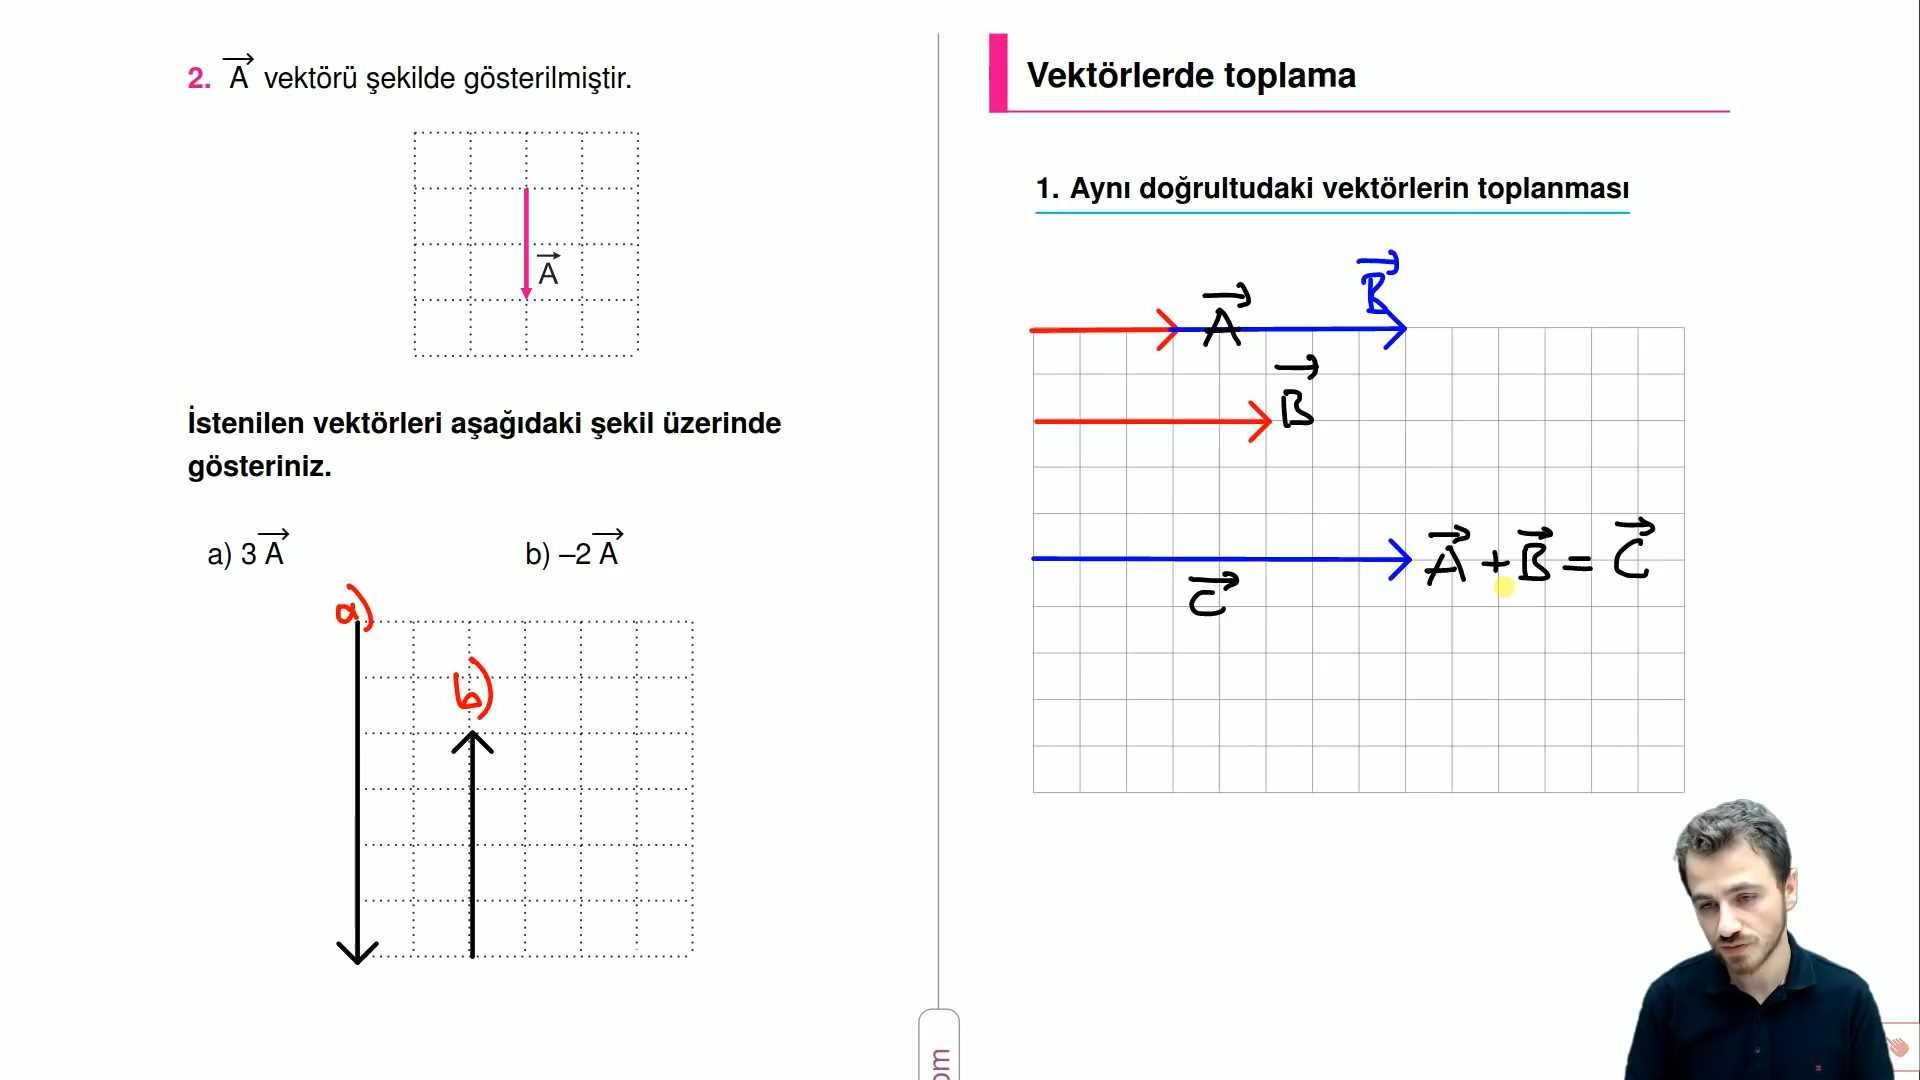 2. A vektörü şekilde gösterilmiştir.
A
İstenilen vektörleri aşağıdaki şekil üzerinde
gösteriniz.
a) 3 A
b) –2 A
a)
b)
Vektörlerde toplama
1. Aynı doğrultudaki vektörlerin toplanması
B
A
B
A + B = C
C
om